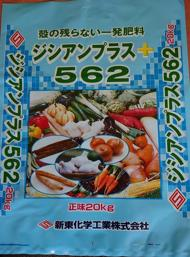 殻の残らない一発肥料
ジシアンプラス+
562
ジシアンプラス562
20kg
ジシアンプラス562
20kg
正味20kg
新東化学工業株式会社